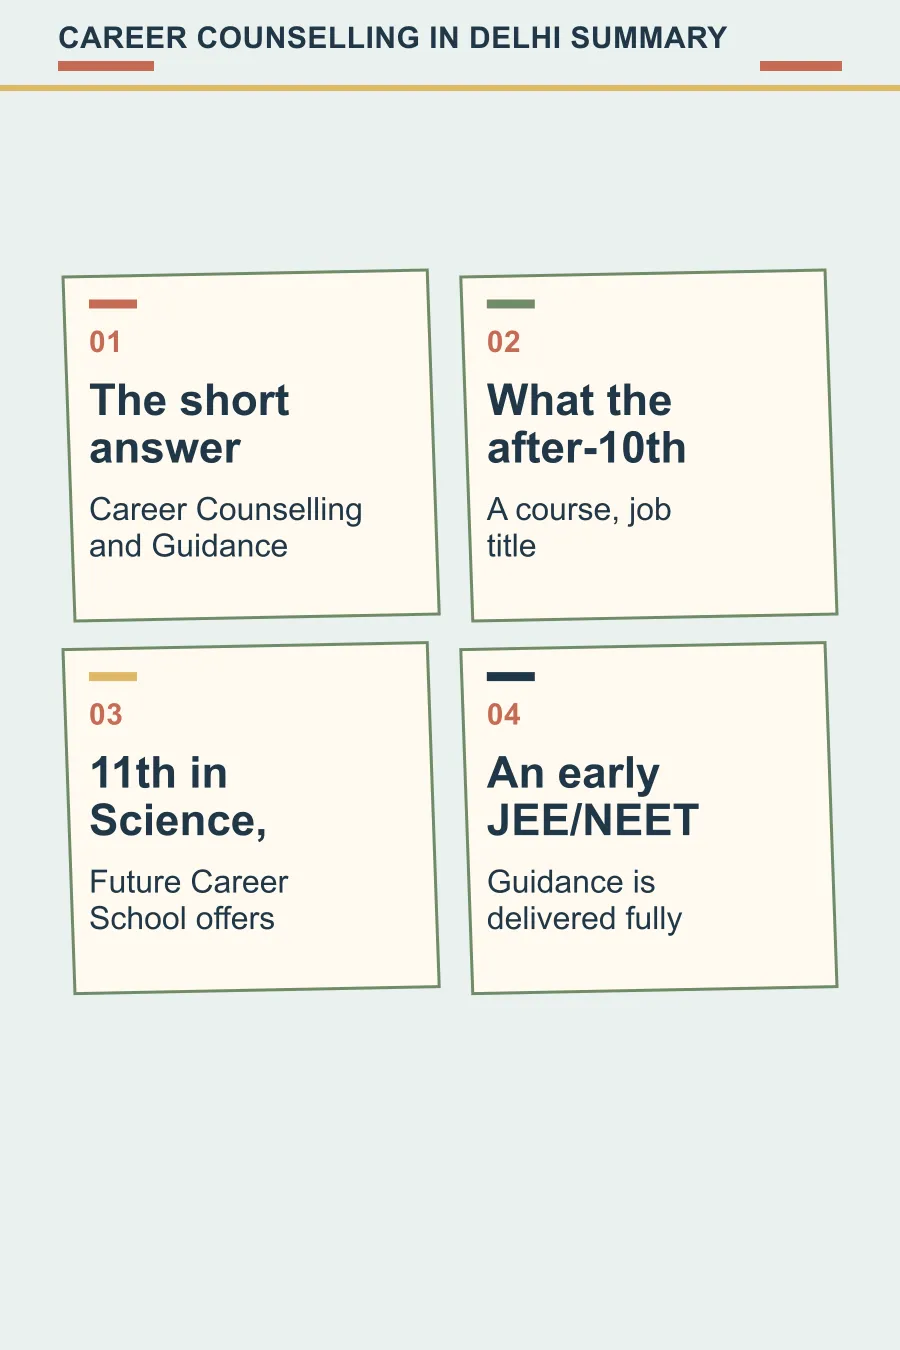 CAREER COUNSELLING IN DELHI SUMMARY
01
The short
answer
Career Counselling
and Guidance
02
What the
after-10th
A course, job
title
03
11th in
Science,
Future Career
School offers
04
An early
JEE/NEET
Guidance is
delivered fully